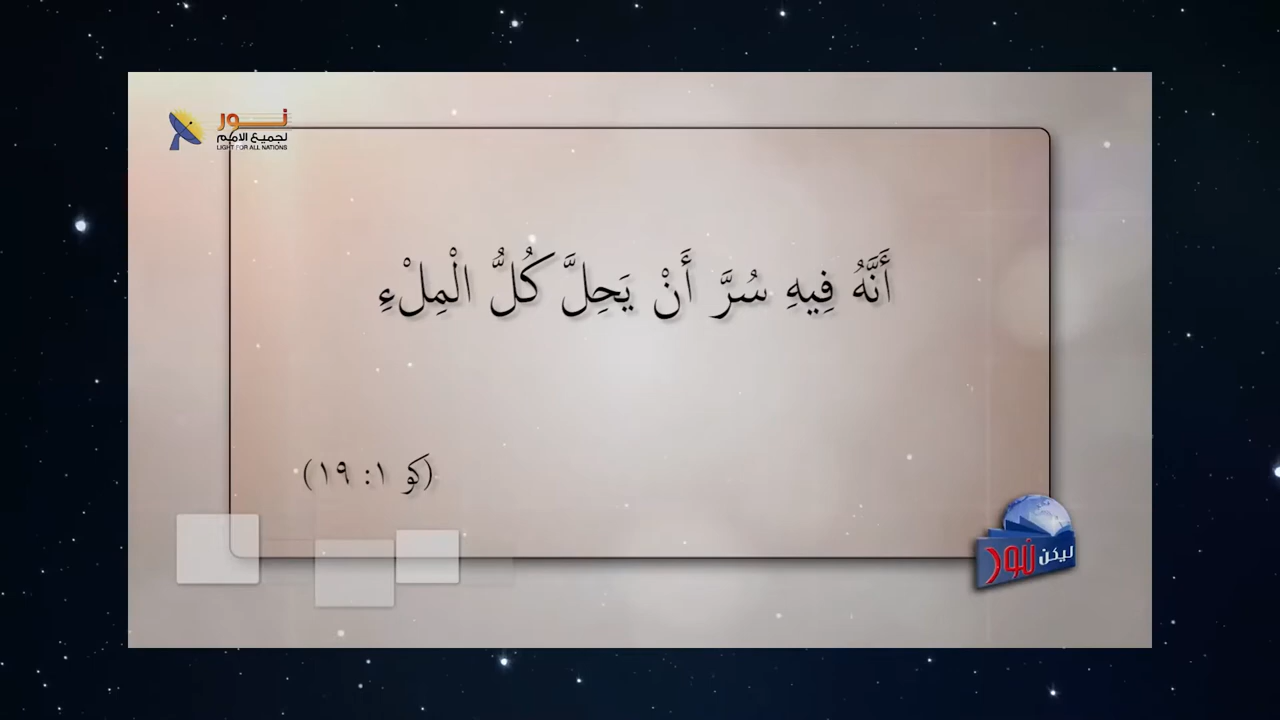 نور
لجميع الامم
LIGHT FOR ALL NATIONS
أَنَّهُ فِيهِ سُرَّ أَنْ يَحِلَّ كُلُّ الْمِلْءِ
(كو ١: ١٩)
ليكن نور